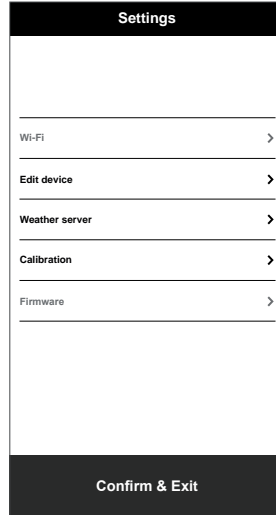 Settings
Wi-Fi
Edit device
Weather server
Calibration
Firmware
Confirm & Exit